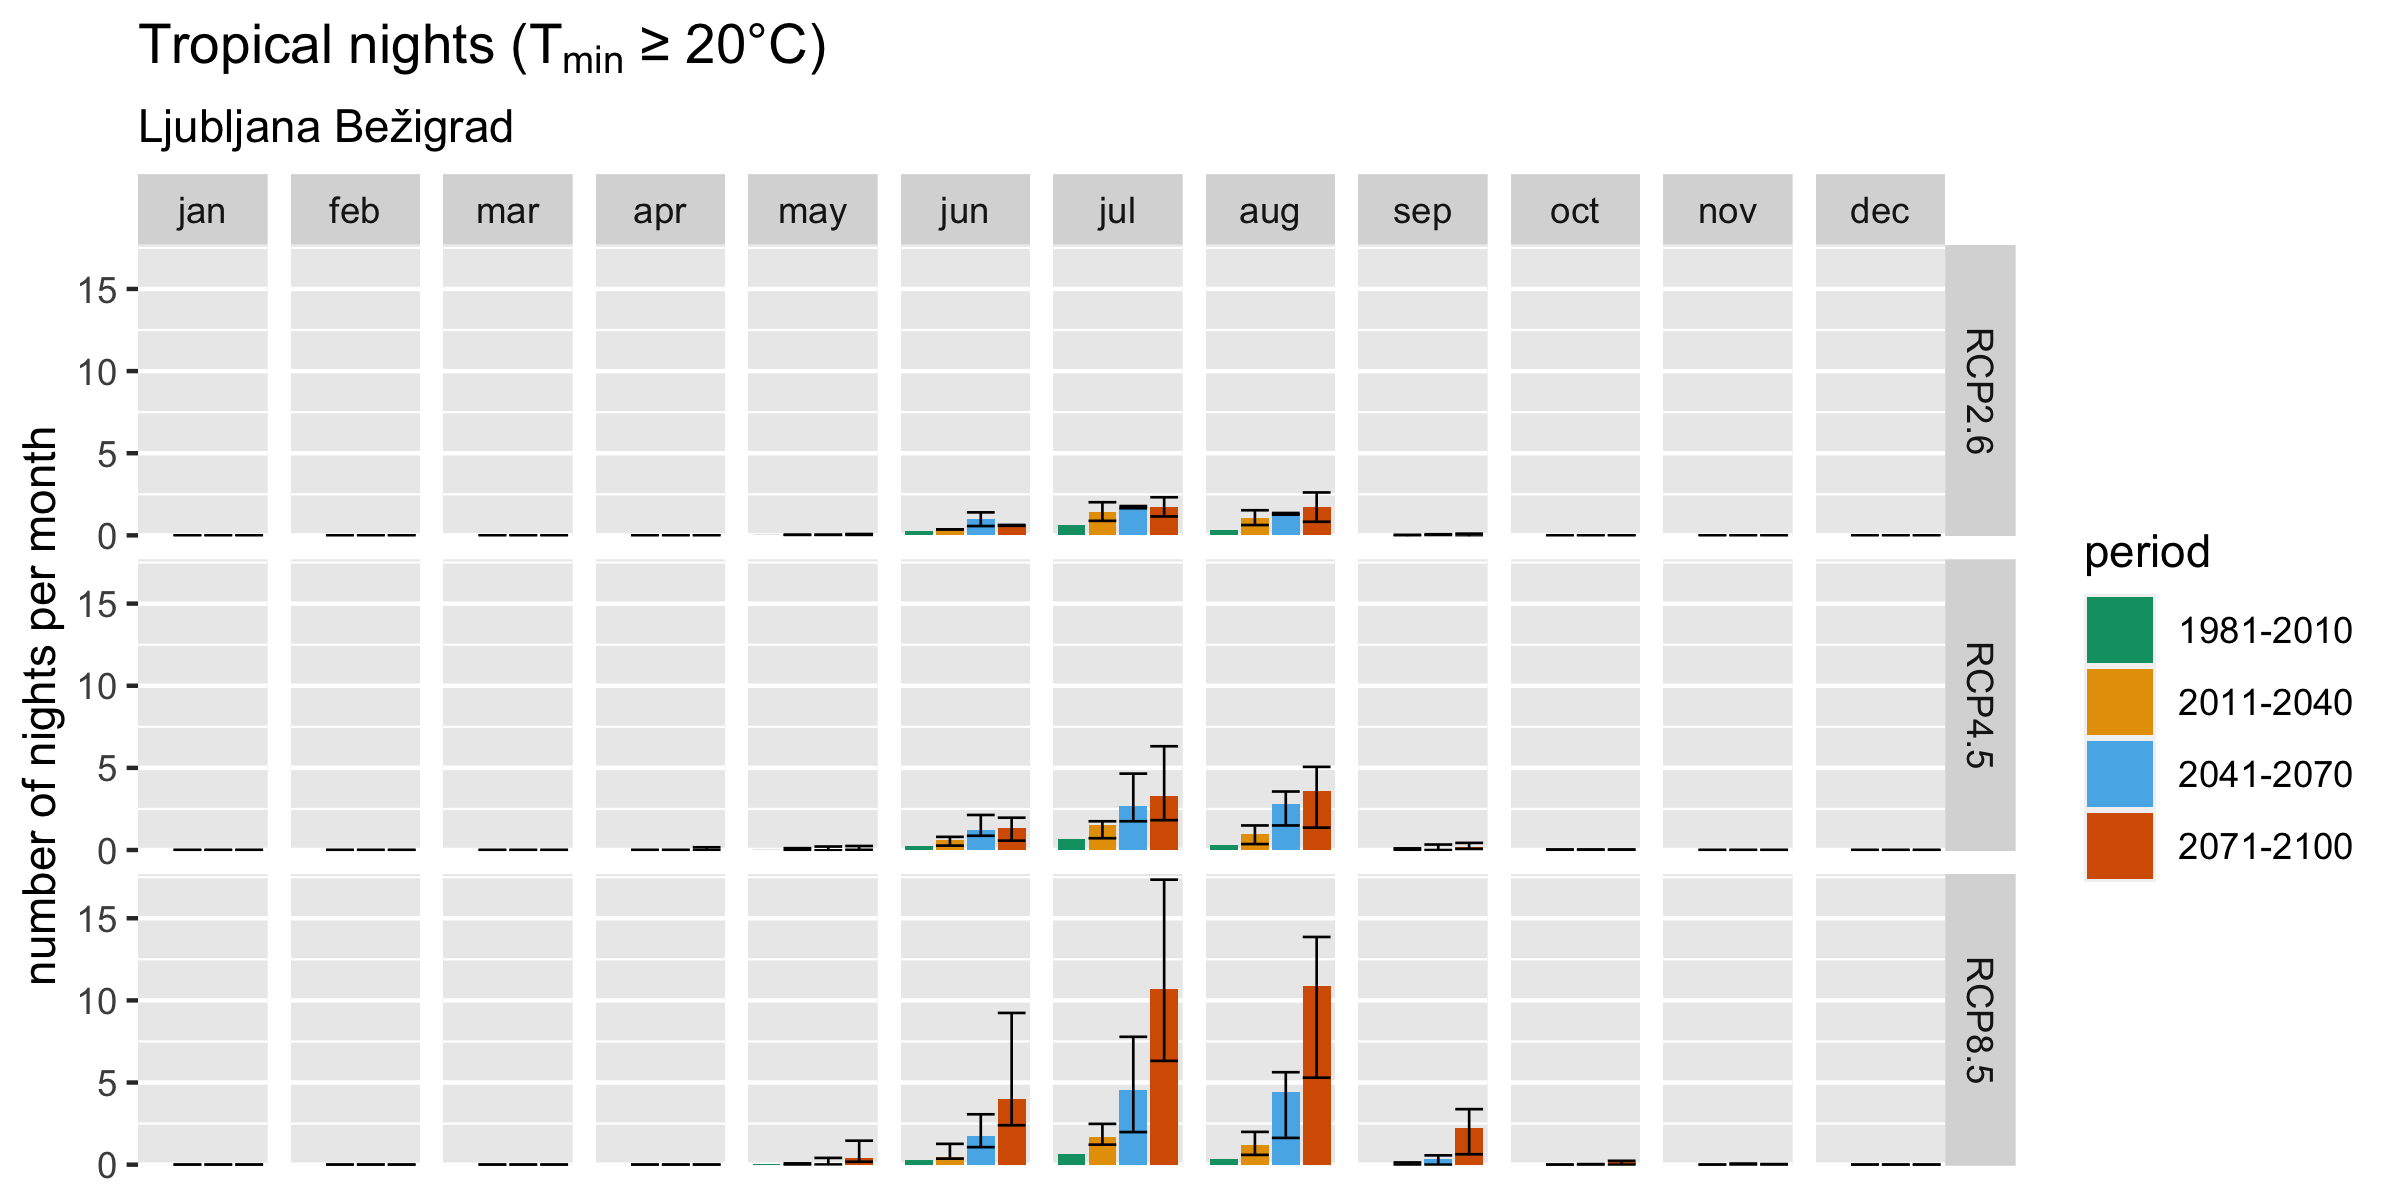 Tropical nights (Tmin ≥ 20°C)
Ljubljana Bežigrad
jan feb mar apr may jun jul aug sep oct nov dec
number of nights per month
15
10
5
0
RCP2.6
15
10
5
0
RCP4.5
15
10
5
0
RCP8.5
period
1981-2010
2011-2040
2041-2070
2071-2100